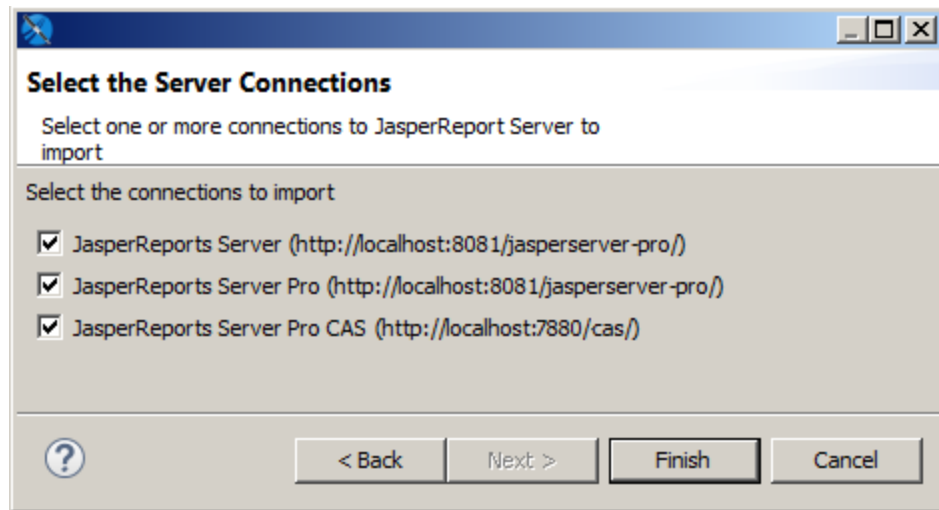 Select the Server Connections
Select one or more connections to JasperReport Server to
import
Select the connections to import
JasperReports Server (http://localhost:8081/jasperserver-pro/)
JasperReports Server Pro (http://localhost:8081/jasperserver-pro/)
JasperReports Server Pro CAS (http://localhost:7880/cas/)
? < Back Next > Finish Cancel